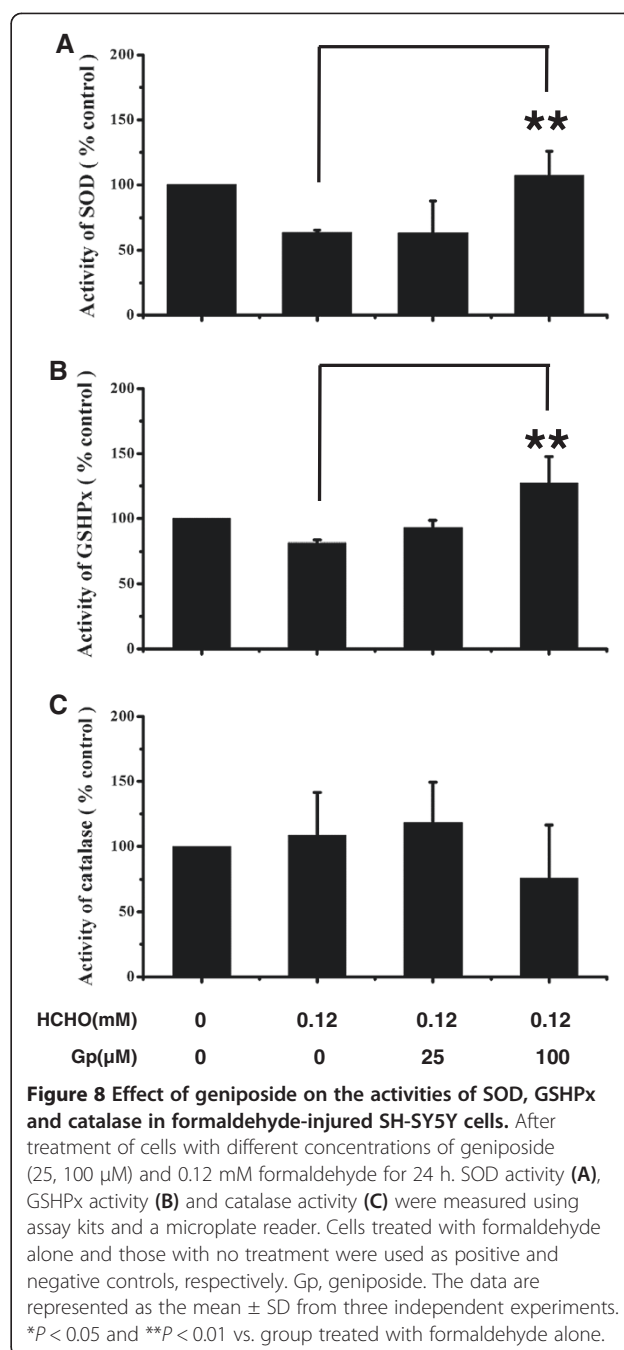 A
Activity of SOD ( % control )
200
150
100
50
0
**
B
Activity of GSHPx ( % control )
200
150
100
50
0
**
C
Activity of catalase ( % control )
200
150
100
50
0
HCHO(mM) 0 0.12 0.12 0.12
Gp(µM) 0 0 25 100
Figure 8 Effect of geniposide on the activities of SOD, GSHPx
and catalase in formaldehyde-injured SH-SY5Y cells. After
treatment of cells with different concentrations of geniposide
(25, 100 µM) and 0.12 mM formaldehyde for 24 h. SOD activity (A),
GSHPx activity (B) and catalase activity (C) were measured using
assay kits and a microplate reader. Cells treated with formaldehyde
alone and those with no treatment were used as positive and
negative controls, respectively. Gp, geniposide. The data are
represented as the mean ± SD from three independent experiments.
*P < 0.05 and **P < 0.01 vs. group treated with formaldehyde alone.